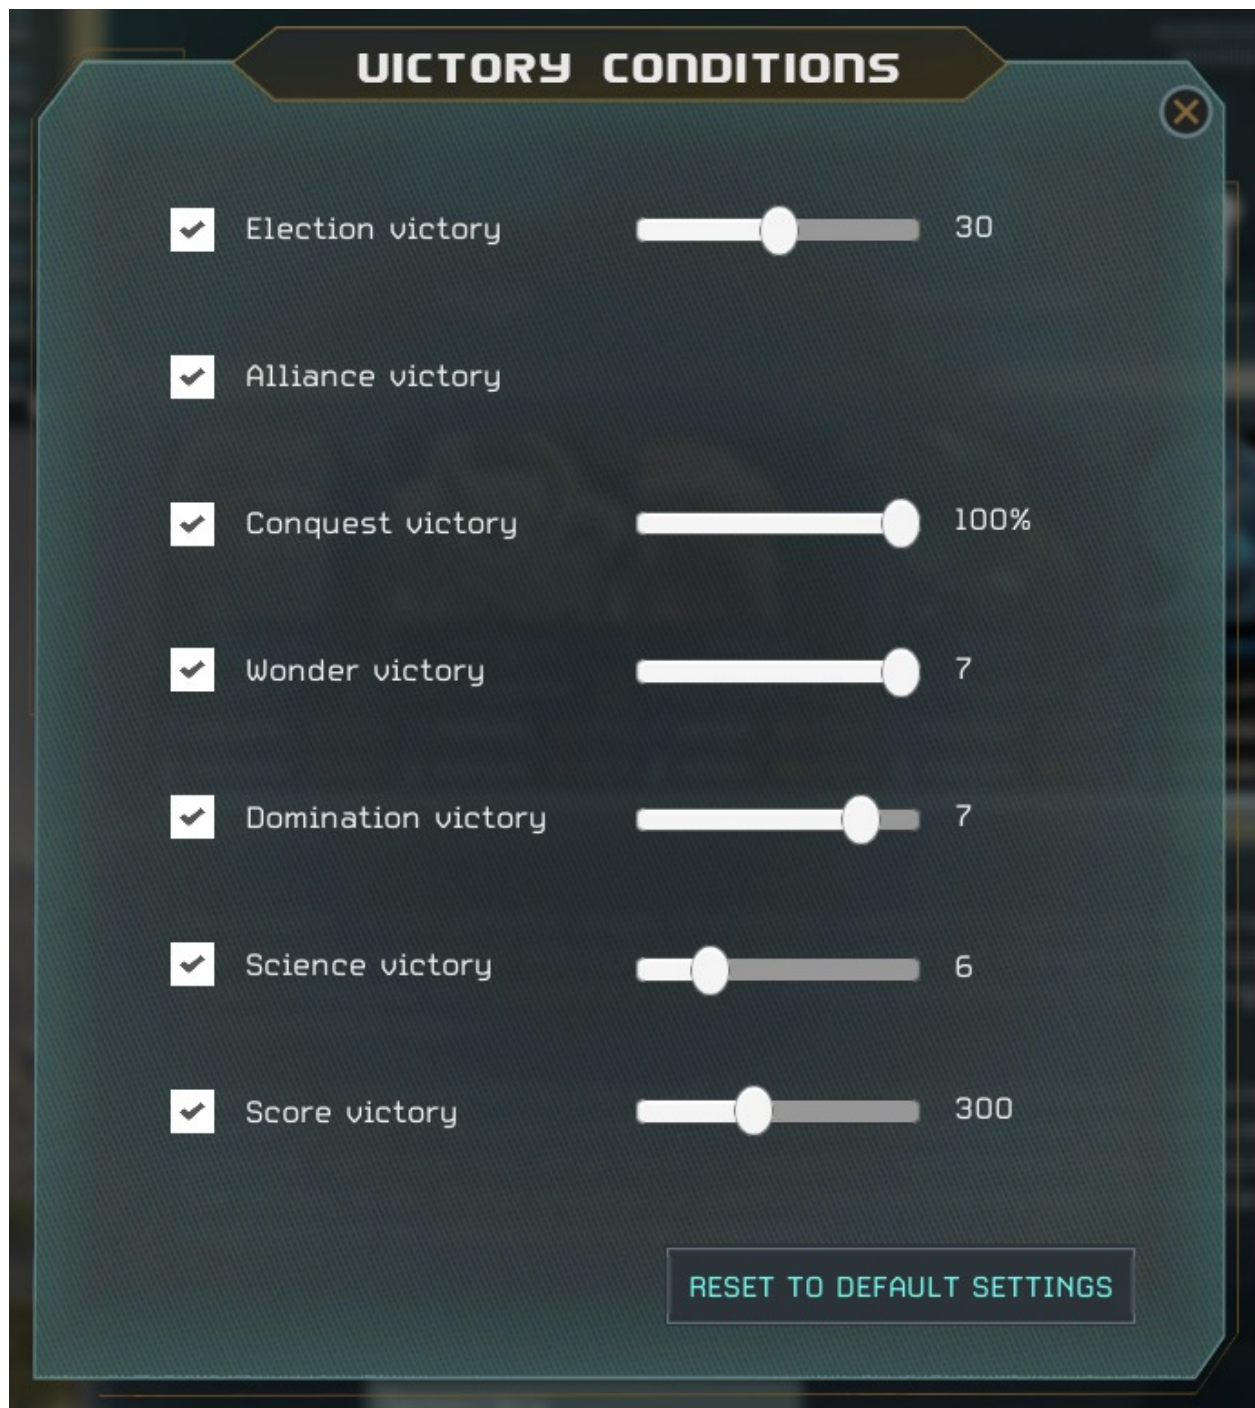 VICTORY CONDITIONS
Election victory 30
Alliance victory
Conquest victory 100%
Wonder victory 7
Domination victory 7
Science victory 6
Score victory 300
RESET TO DEFAULT SETTINGS